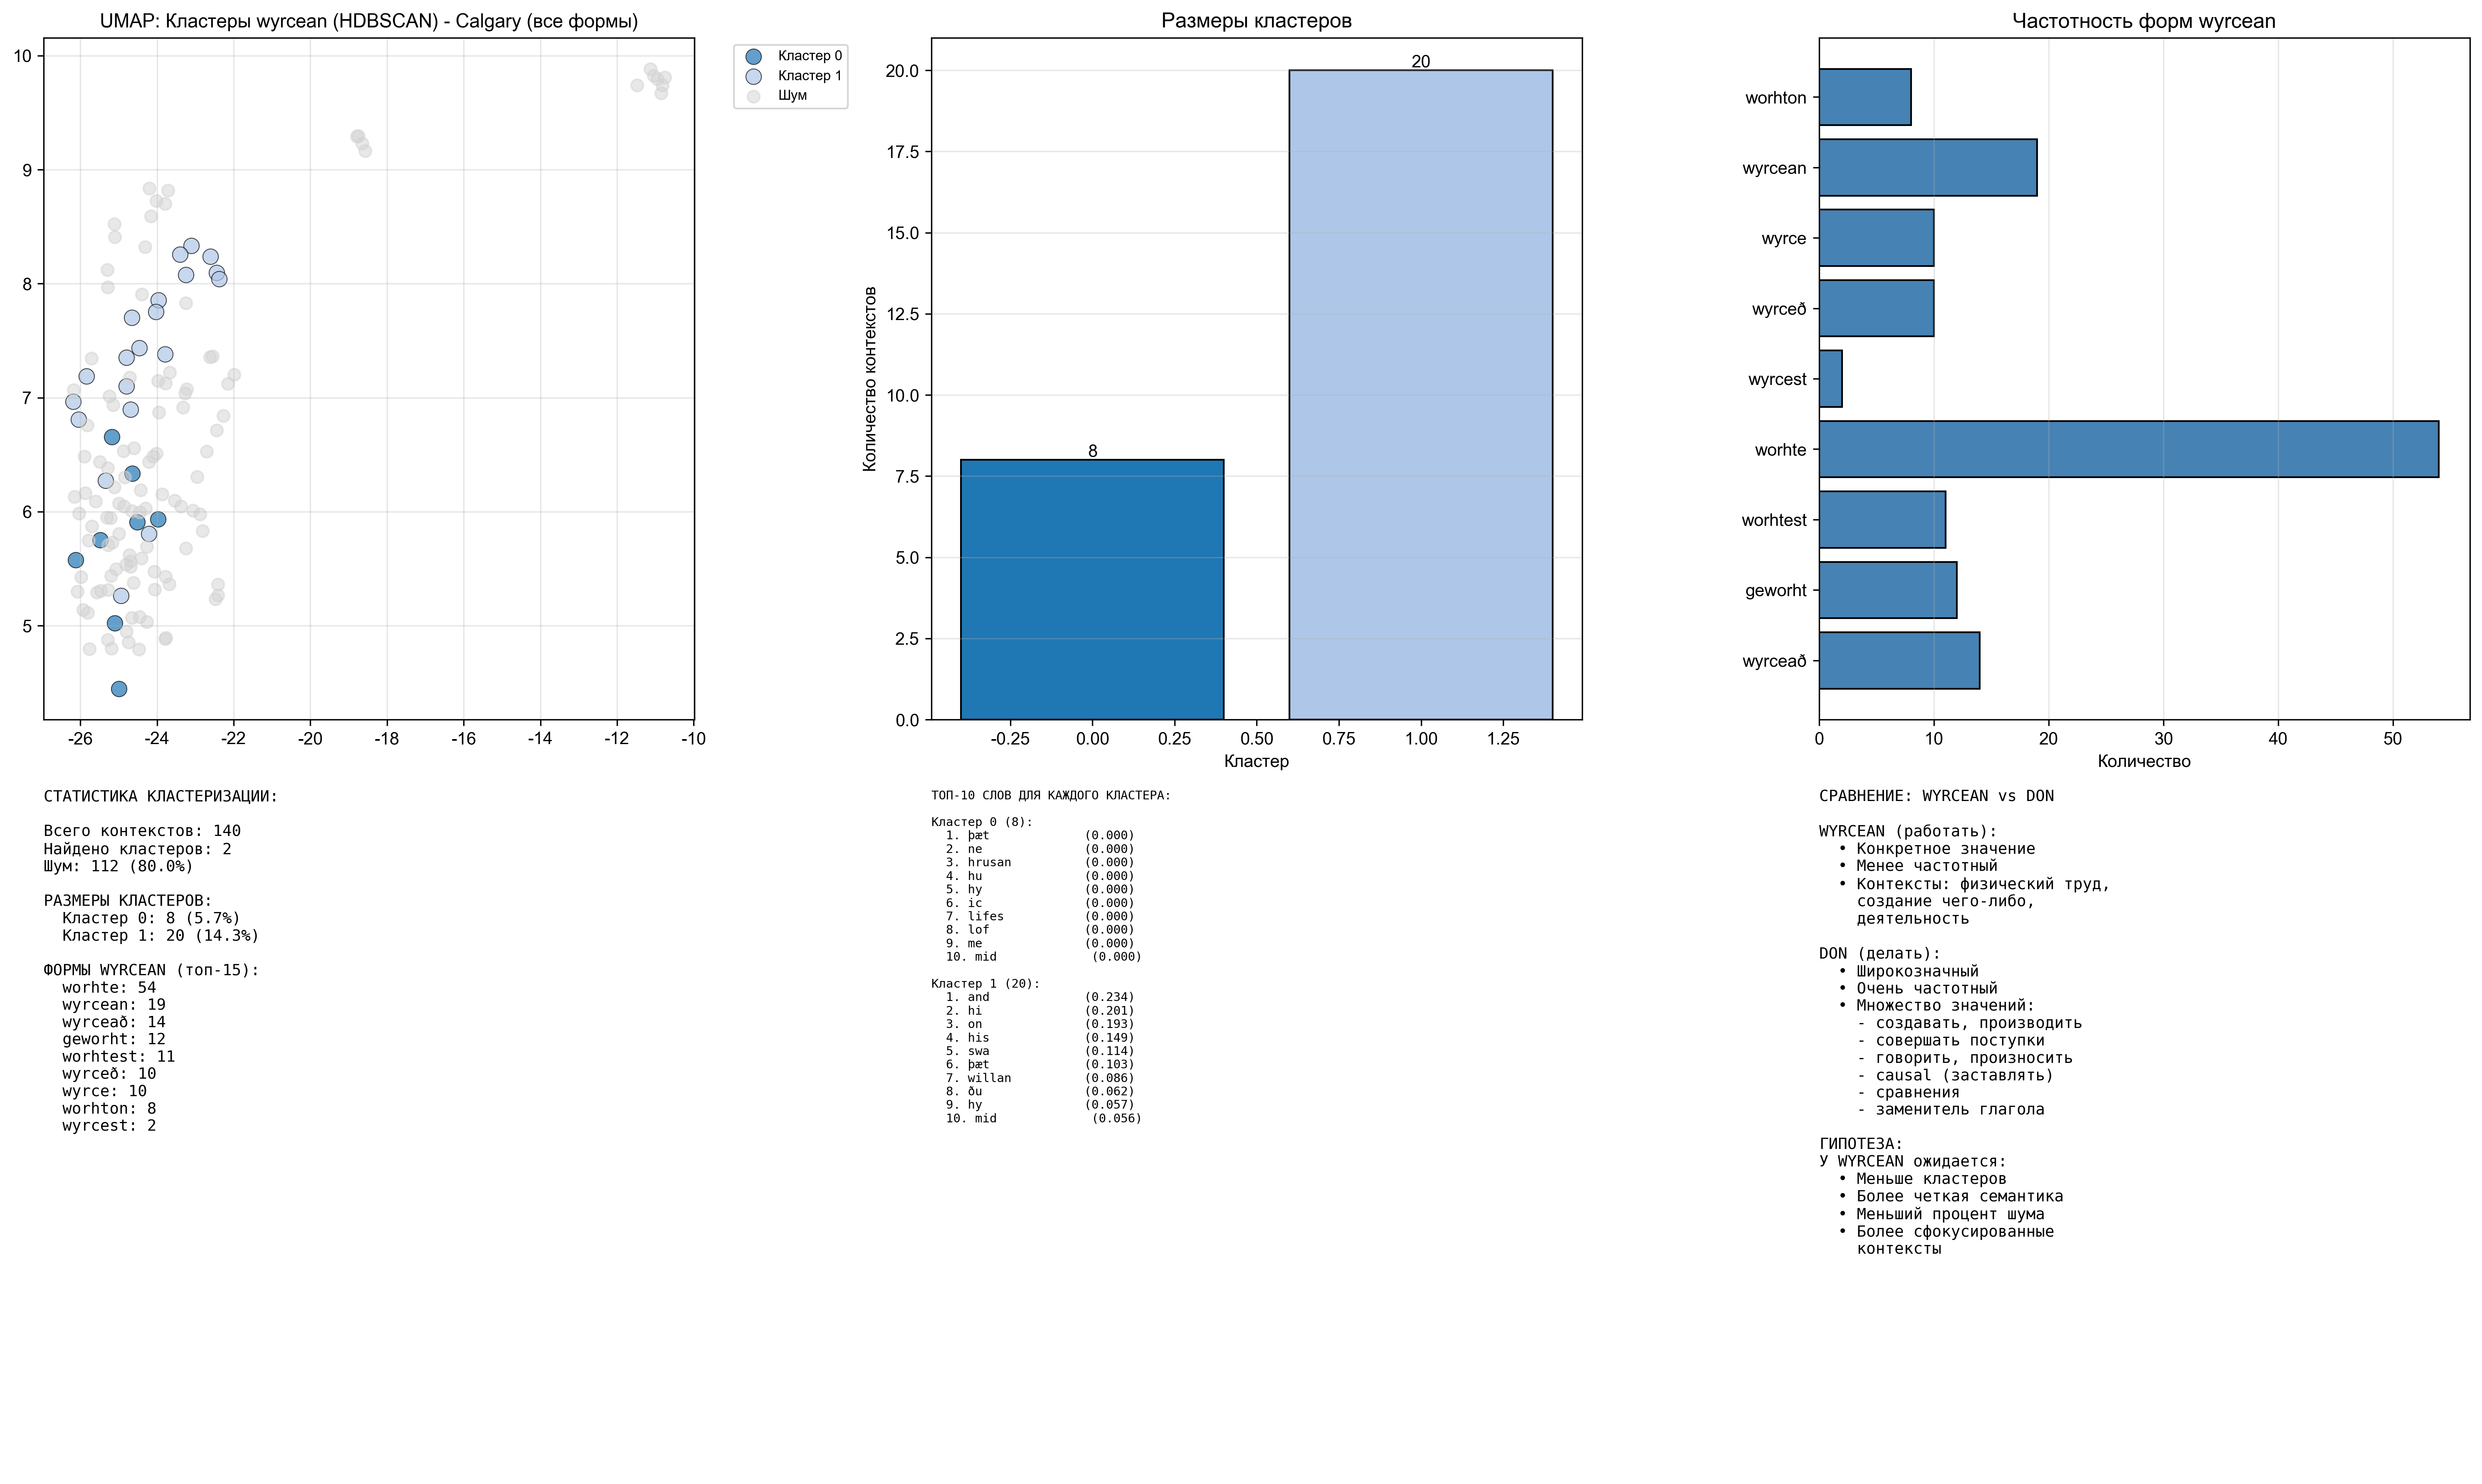 UMAP: Кластеры wyrcean (HDBSCAN) - Calgary (все формы)
10
9
8
7
6
5
-26
-24
-22
-20
-18
-16
-14
-12
-10
Кластер 0
Кластер 1
Шум
Размеры кластеров
Количество контекстов
20.0
17.5
15.0
12.5
10.0
7.5
5.0
2.5
0.0
8
20
-0.25
0.00
0.25
0.50
0.75
1.00
1.25
Кластер
Частотность форм wyrcean
worhton
wyrcean
wyrce
wyrceð
wyrcest
worhte
worhtest
geworht
wyrceað
0
10
20
30
40
50
Количество
СТАТИСТИКА КЛАСТЕРИЗАЦИИ:
Всего контекстов: 140
Найдено кластеров: 2
Шум: 112 (80.0%)
РАЗМЕРЫ КЛАСТЕРОВ:
Кластер 0: 8 (5.7%)
Кластер 1: 20 (14.3%)
ФОРМЫ WYRCEAN (топ-15):
worhte: 54
wyrcean: 19
wyrceað: 14
geworht: 12
worhtest: 11
wyrceð: 10
wyrce: 10
worhton: 8
wyrcest: 2
ТОП-10 СЛОВ ДЛЯ КАЖДОГО КЛАСТЕРА:
Кластер 0 (8):
1. þæt (0.000)
2. ne (0.000)
3. hrusan (0.000)
4. hu (0.000)
5. hy (0.000)
6. ic (0.000)
7. lifes (0.000)
8. lof (0.000)
9. me (0.000)
10. mid (0.000)
Кластер 1 (20):
1. and (0.234)
2. hi (0.201)
3. on (0.193)
4. his (0.149)
5. swa (0.114)
6. þæt (0.103)
7. willan (0.086)
8. ðu (0.062)
9. hy (0.057)
10. mid (0.056)
СРАВНЕНИЕ: WYRCEAN vs DON
WYRCEAN (работать):
• Конкретное значение
• Менее частотный
• Контексты: физический труд,
создание чего-либо,
деятельность
DON (делать):
• Широкозначный
• Очень частотный
• Множество значений:
- создавать, производить
- совершать поступки
- говорить, произносить
- causal (заставлять)
- сравнения
- заменитель глагола
ГИПОТЕЗА:
У WYRCEAN ожидается:
• Меньше кластеров
• Более четкая семантика
• Меньший процент шума
• Более сфокусированные
контексты